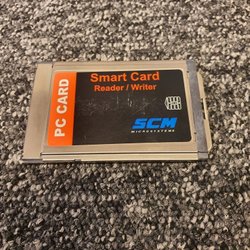 PC CARD
Smart Card
Reader / Writer
SCM
MICROSYSTEMS